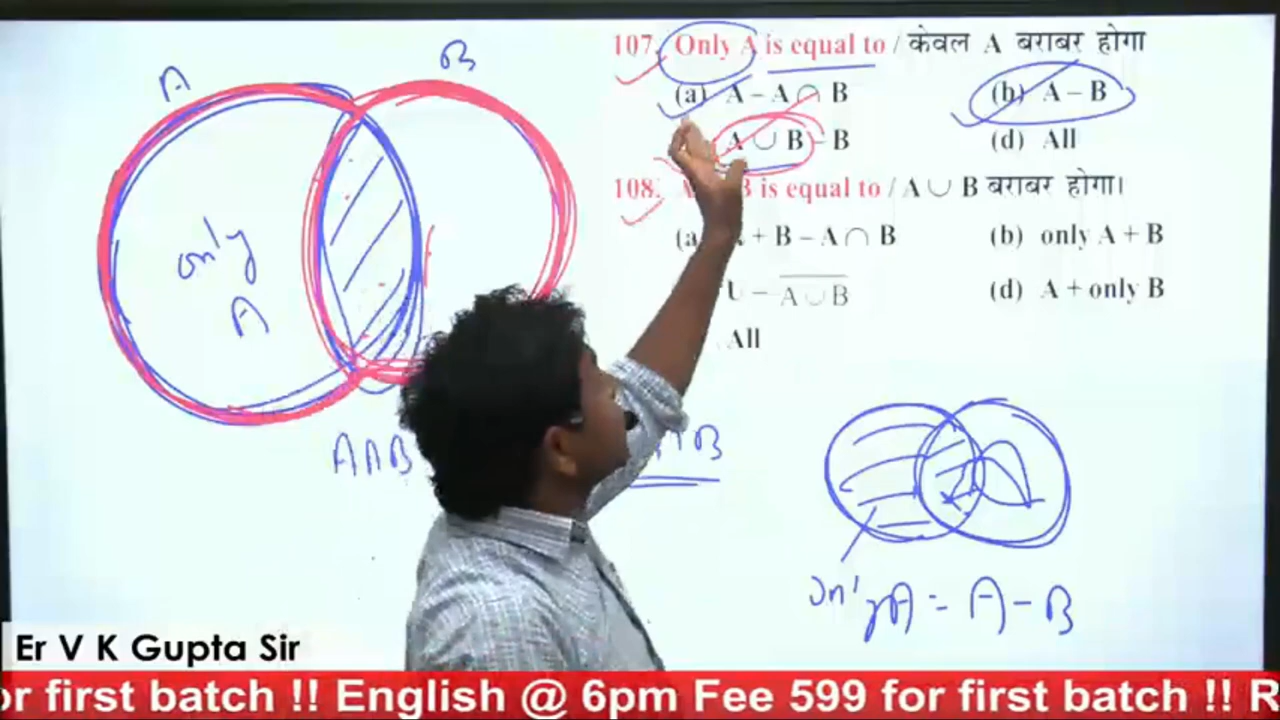 107. Only A is equal to / केवल A बराबर होगा
(a) A – A ∩ B (b) A – B
A ∪ B – B (d) All
108. B is equal to / A ∪ B बराबर होगा।
(a + B – A ∩ B (b) only A + B
U – A ∪ B (d) A + only B
All
A B
only
A
A∩B ∩B
A = A – B
Er V K Gupta Sir
or first batch !! English @ 6pm Fee 599 for first batch !! R